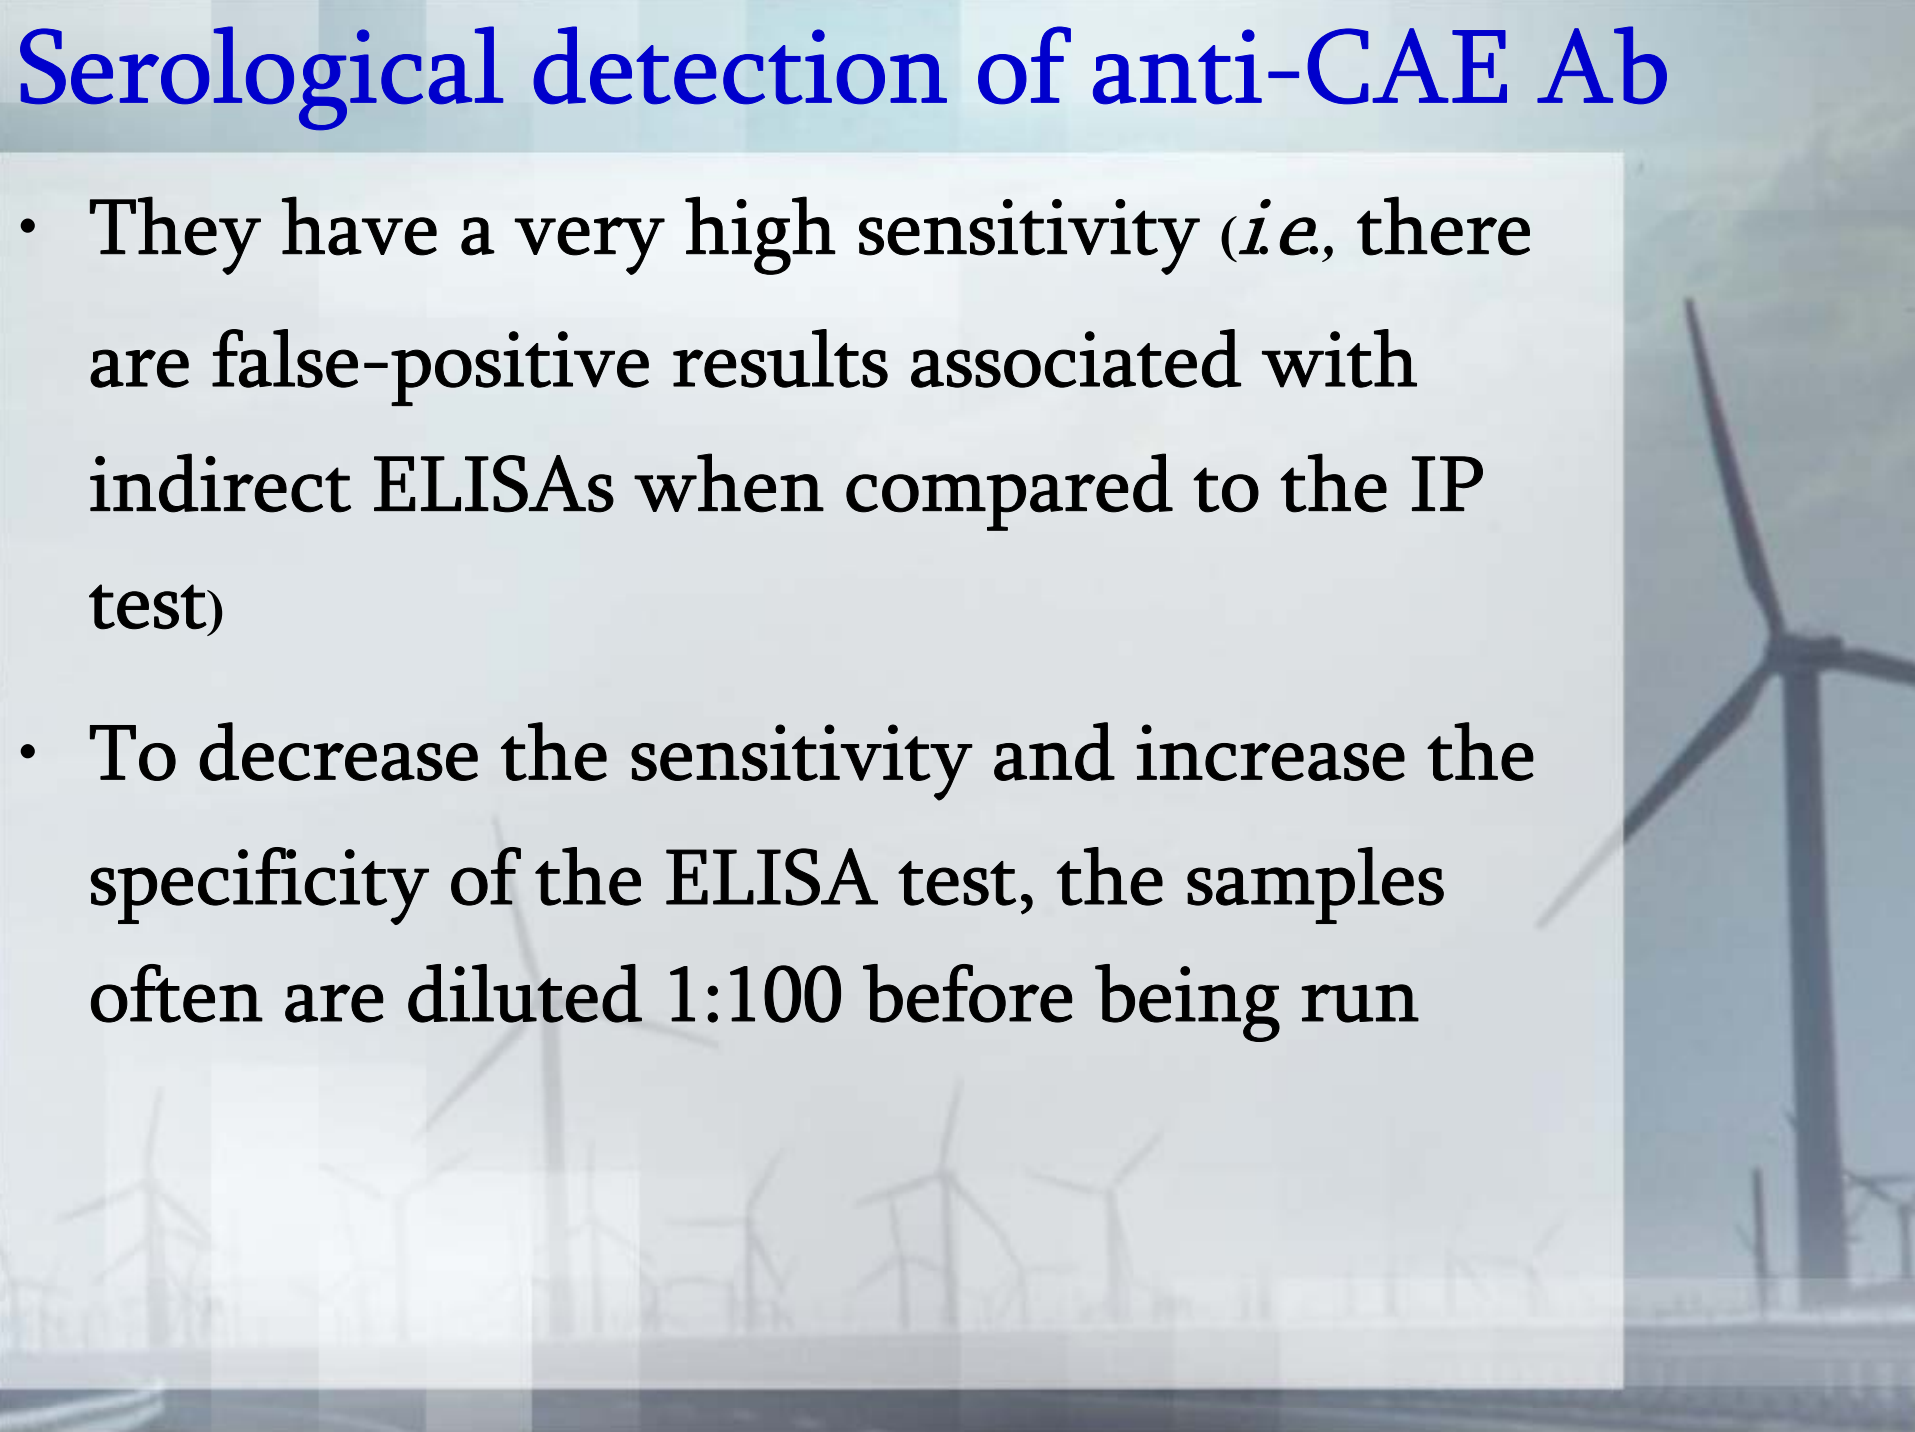 Serological detection of anti-CAE Ab
• They have a very high sensitivity (i.e., there
are false-positive results associated with
indirect ELISAs when compared to the IP
test)
• To decrease the sensitivity and increase the
specificity of the ELISA test, the samples
often are diluted 1:100 before being run